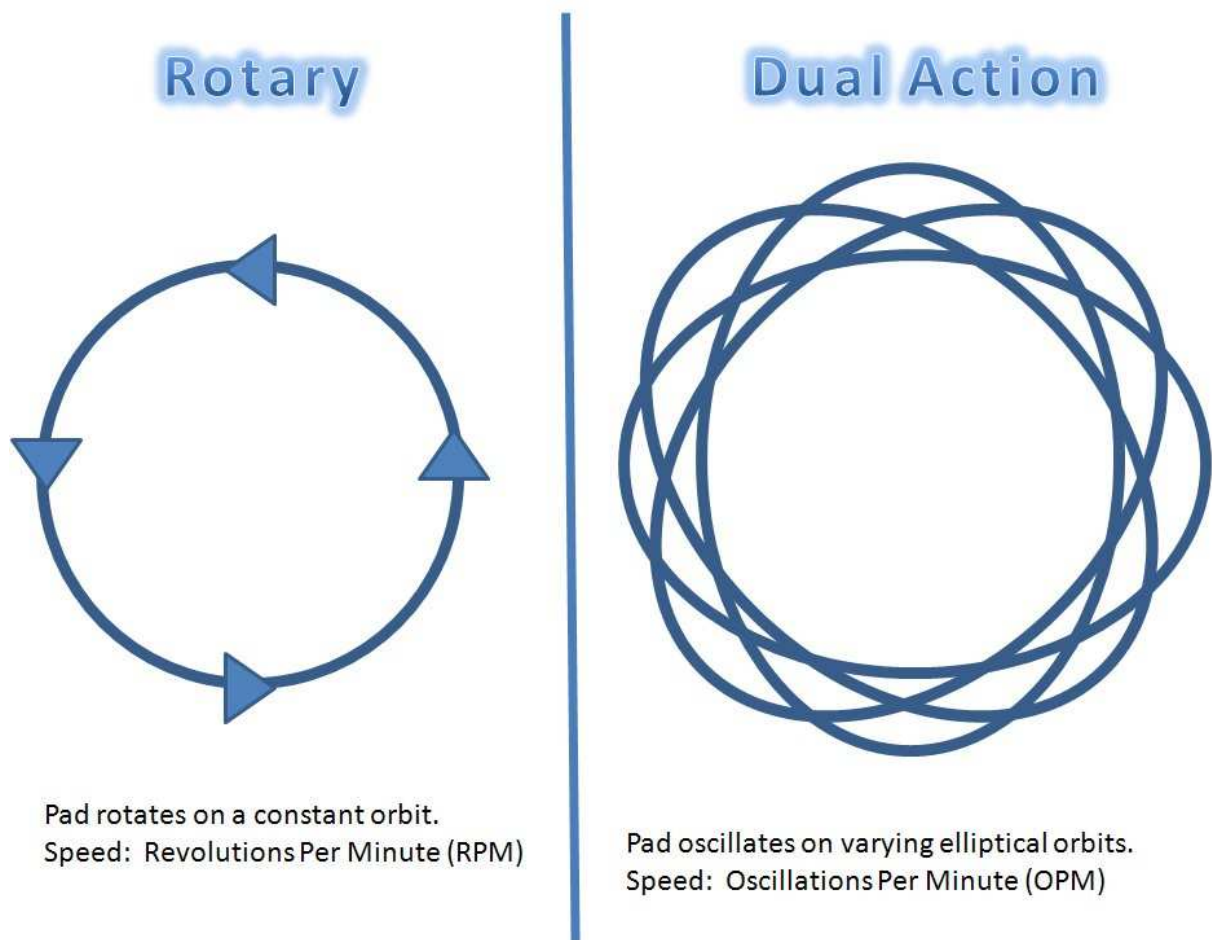 Rotary
Pad rotates on a constant orbit.
Speed: Revolutions Per Minute (RPM)
Dual Action
Pad oscillates on varying elliptical orbits.
Speed: Oscillations Per Minute (OPM)